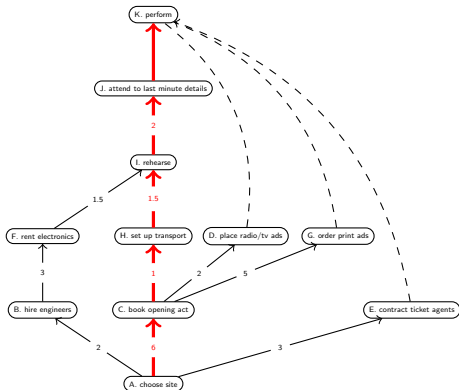 K. perform
J. attend to last minute details
2
I. rehearse
1.5
1.5
F. rent electronics
H. set up transport
D. place radio/tv ads
G. order print ads
3
1
2
5
B. hire engineers
C. book opening act
E. contract ticket agents
2
6
3
A. choose site